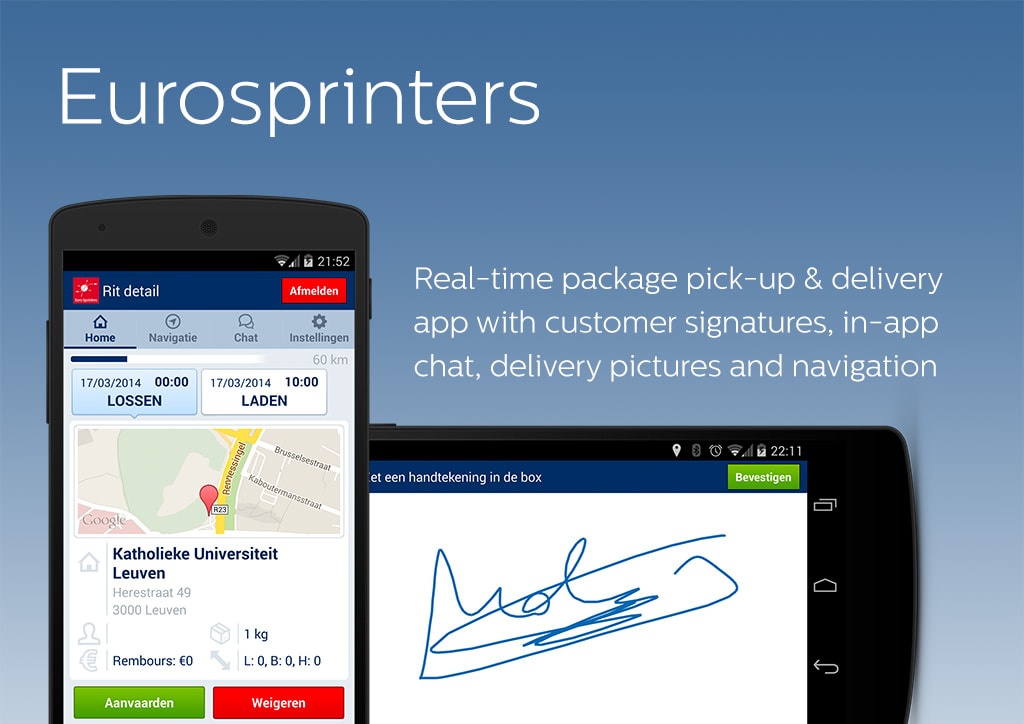 Eurosprinters
Real-time package pick-up & delivery
app with customer signatures, in-app
chat, delivery pictures and navigation
21:52
Rit detail
Afmelden
Home Navigatie Chat Instellingen
60 km
17/03/2014 00:00
LOSSEN
17/03/2014 10:00
LADEN
Brusselsestraat
Kaboutermansstraat
Rennessingel
R23
Google
Katholieke Universiteit
Leuven
Herestraat 49
3000 Leuven
1 kg
Rembours: €0 L: 0, B: 0, H: 0
Aanvaarden Weigeren
22:11
een handtekening in de box
Bevestigen